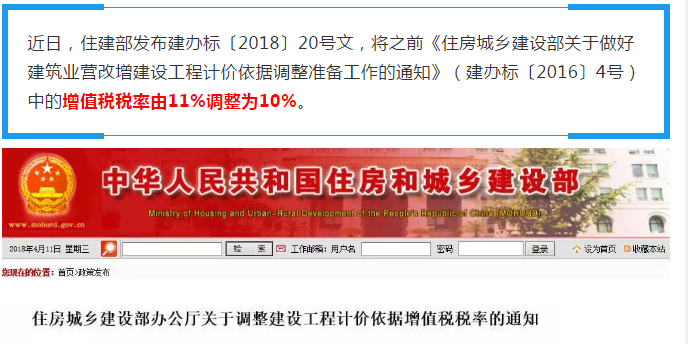 近日，住建部发布建办标〔2018〕20号文，将之前《住房城乡建设部关于做好
建筑业营改增建设工程计价依据调整准备工作的通知》（建办标〔2016〕4号）
中的增值税税率由11%调整为10%。
中华人民共和国住房和城乡建设部
Ministry of Housing and Urban-Rural Development of the People's Republic of China (MOHURD)
www.mohurd.gov.cn
2018年4月11日 星期三 检 索 工作邮箱：用户名 密码 登录 设为首页 收藏本站
您现在的位置：首页>政策发布
住房城乡建设部办公厅关于调整建设工程计价依据增值税税率的通知